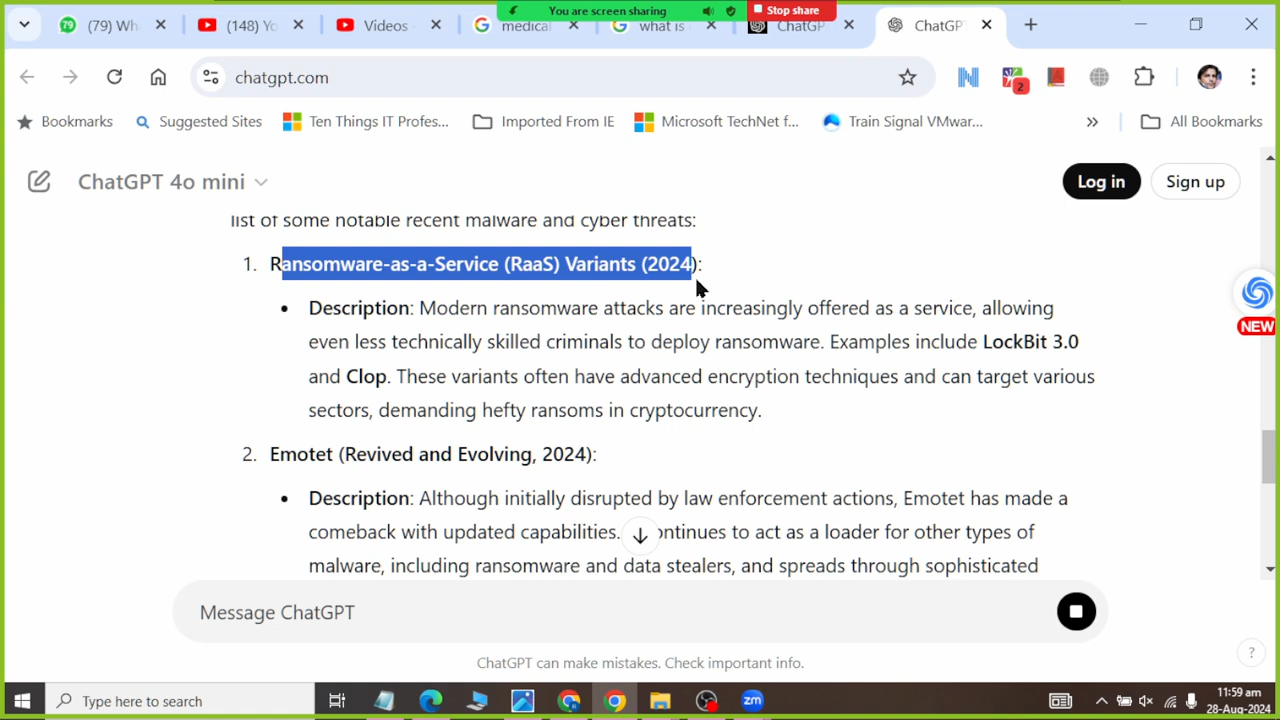 You are screen sharing
Stop share
(79) Wh
(148) Yo
Videos -
medical
what is
ChatGP
ChatGP
chatgpt.com
2
Bookmarks
Suggested Sites
Ten Things IT Profes...
Imported From IE
Microsoft TechNet f...
Train Signal VMwar...
»
All Bookmarks
ChatGPT 4o mini
Log in
Sign up
list of some notable recent malware and cyber threats:
1. Ransomware-as-a-Service (RaaS) Variants (2024):
• Description: Modern ransomware attacks are increasingly offered as a service, allowing
even less technically skilled criminals to deploy ransomware. Examples include LockBit 3.0
and Clop. These variants often have advanced encryption techniques and can target various
sectors, demanding hefty ransoms in cryptocurrency.
NEW
2. Emotet (Revived and Evolving, 2024):
• Description: Although initially disrupted by law enforcement actions, Emotet has made a
comeback with updated capabilities. ontinues to act as a loader for other types of
malware, including ransomware and data stealers, and spreads through sophisticated
Message ChatGPT
ChatGPT can make mistakes. Check important info.
?
Type here to search
zm
11:59 am
28-Aug-2024